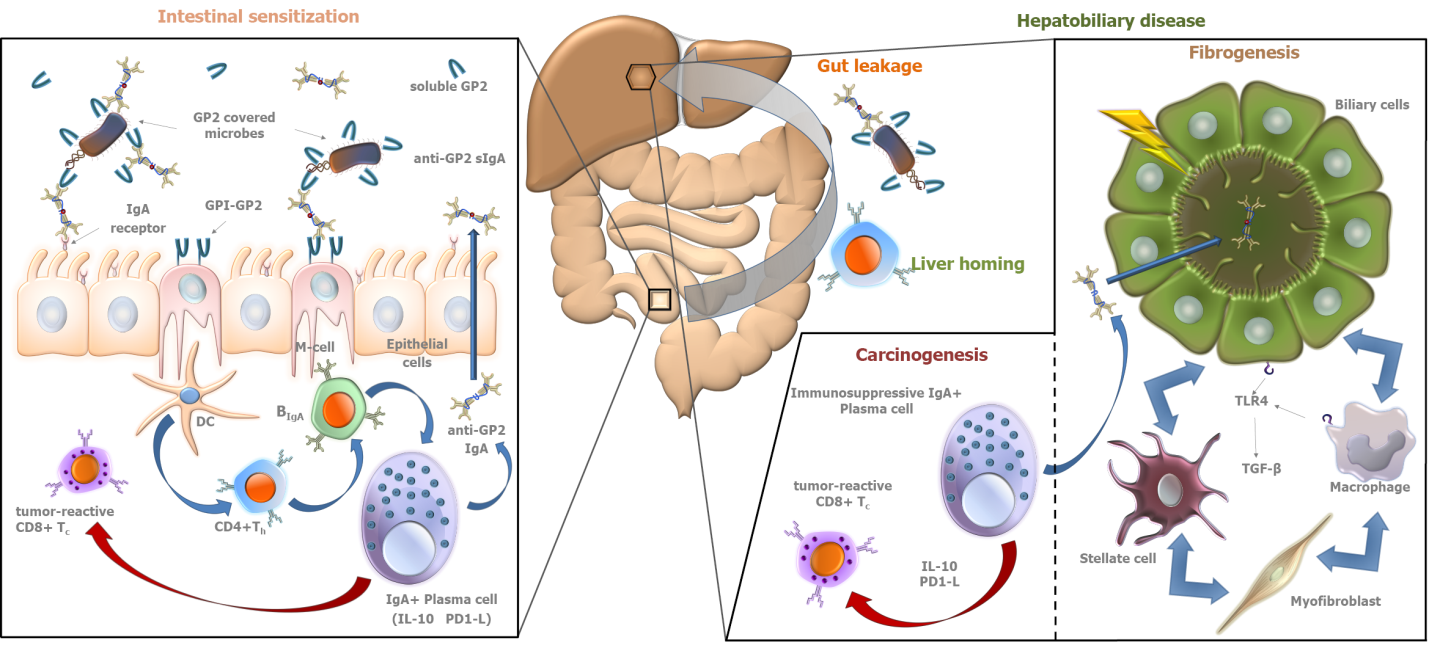 Intestinal sensitization
Hepatobiliary disease
soluble GP2
GP2 covered
microbes
anti-GP2 sIgA
IgA
receptor
GPI-GP2
M-cell
Epithelial
cells
DC
BIgA
anti-GP2
IgA
tumor-reactive
CD8+ Tc
CD4+Th
IgA+ Plasma cell
(IL-10 PD1-L)
Gut leakage
Liver homing
Carcinogenesis
Immunosuppressive IgA+
Plasma cell
tumor-reactive
CD8+ Tc
IL-10
PD1-L
Fibrogenesis
Biliary cells
TLR4
TGF-β
Macrophage
Stellate cell
Myofibroblast